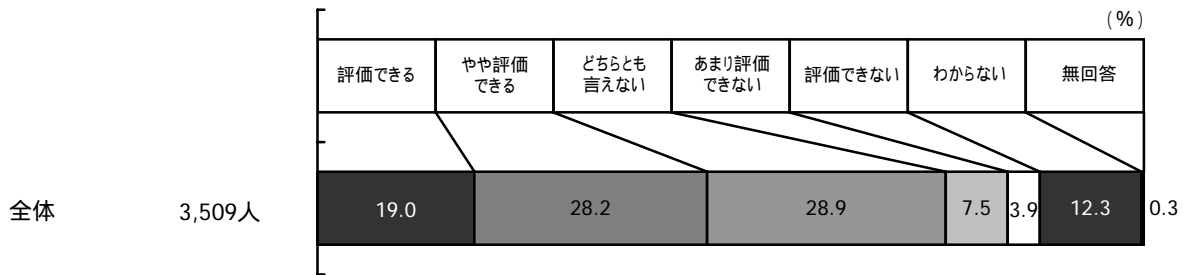 (%)
評価できる
やや評価
できる
どちらとも
言えない
あまり評価
できない
評価できない
わからない
無回答
全体 3,509人 19.0 28.2 28.9 7.5 3.9 12.3 0.3